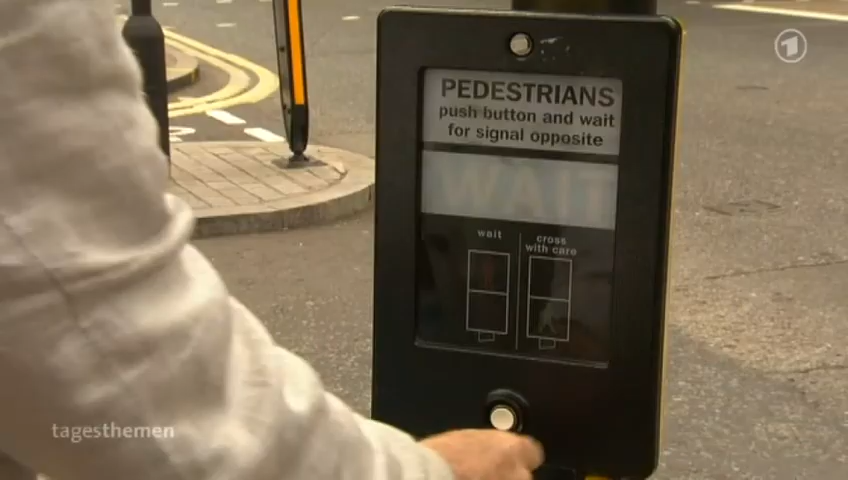 1
PEDESTRIANS
push button and wait
for signal opposite
WAIT
wait
cross
with care
tagesthemen